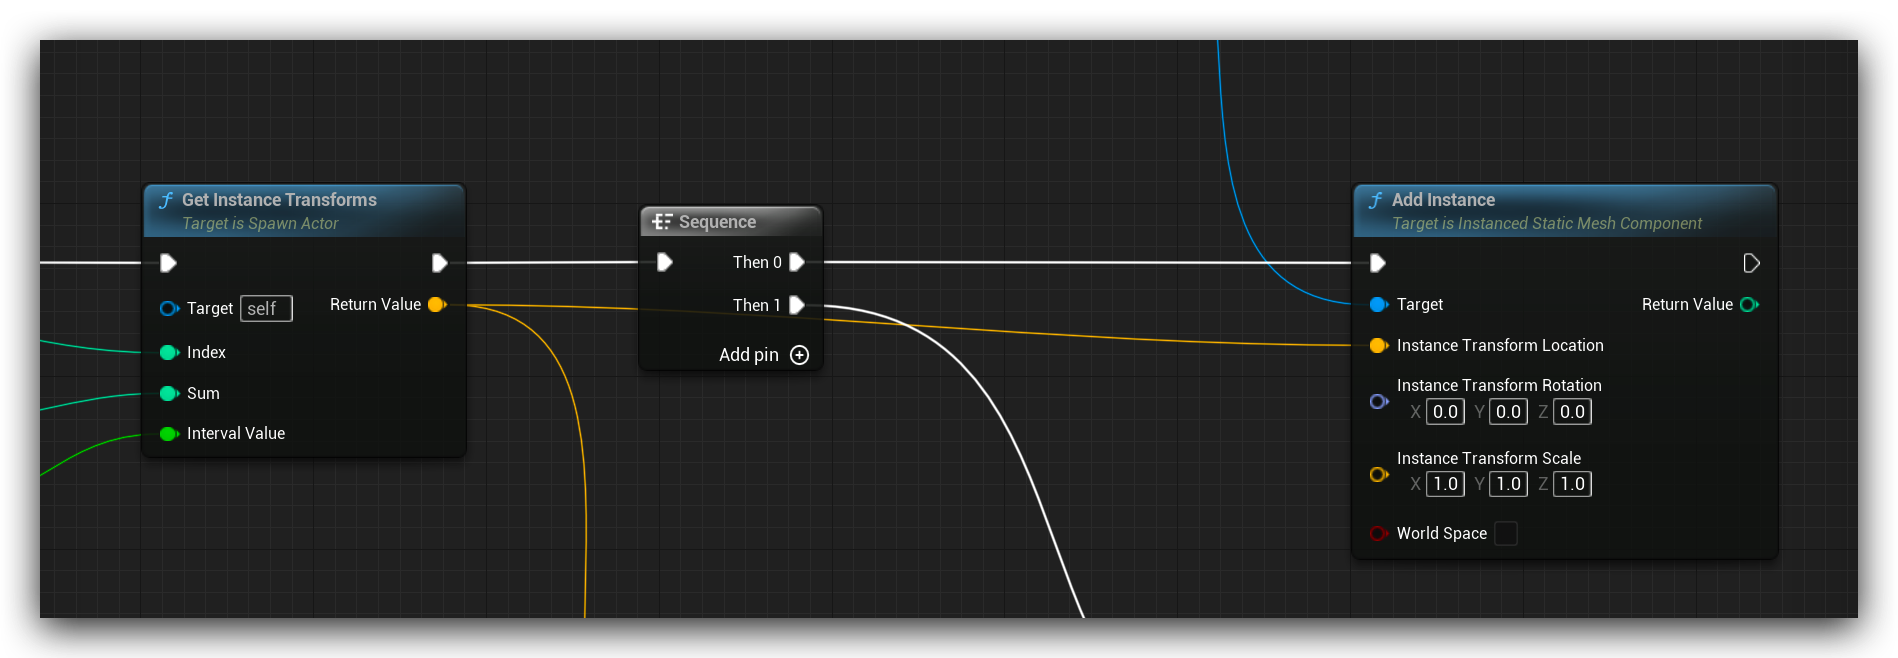 Get Instance Transforms
Target is Spawn Actor
Target self
Return Value
Index
Sum
Interval Value
Sequence
Then 0
Then 1
Add pin
Add Instance
Target is Instanced Static Mesh Component
Target
Return Value
Instance Transform Location
Instance Transform Rotation
X 0.0 Y 0.0 Z 0.0
Instance Transform Scale
X 1.0 Y 1.0 Z 1.0
World Space